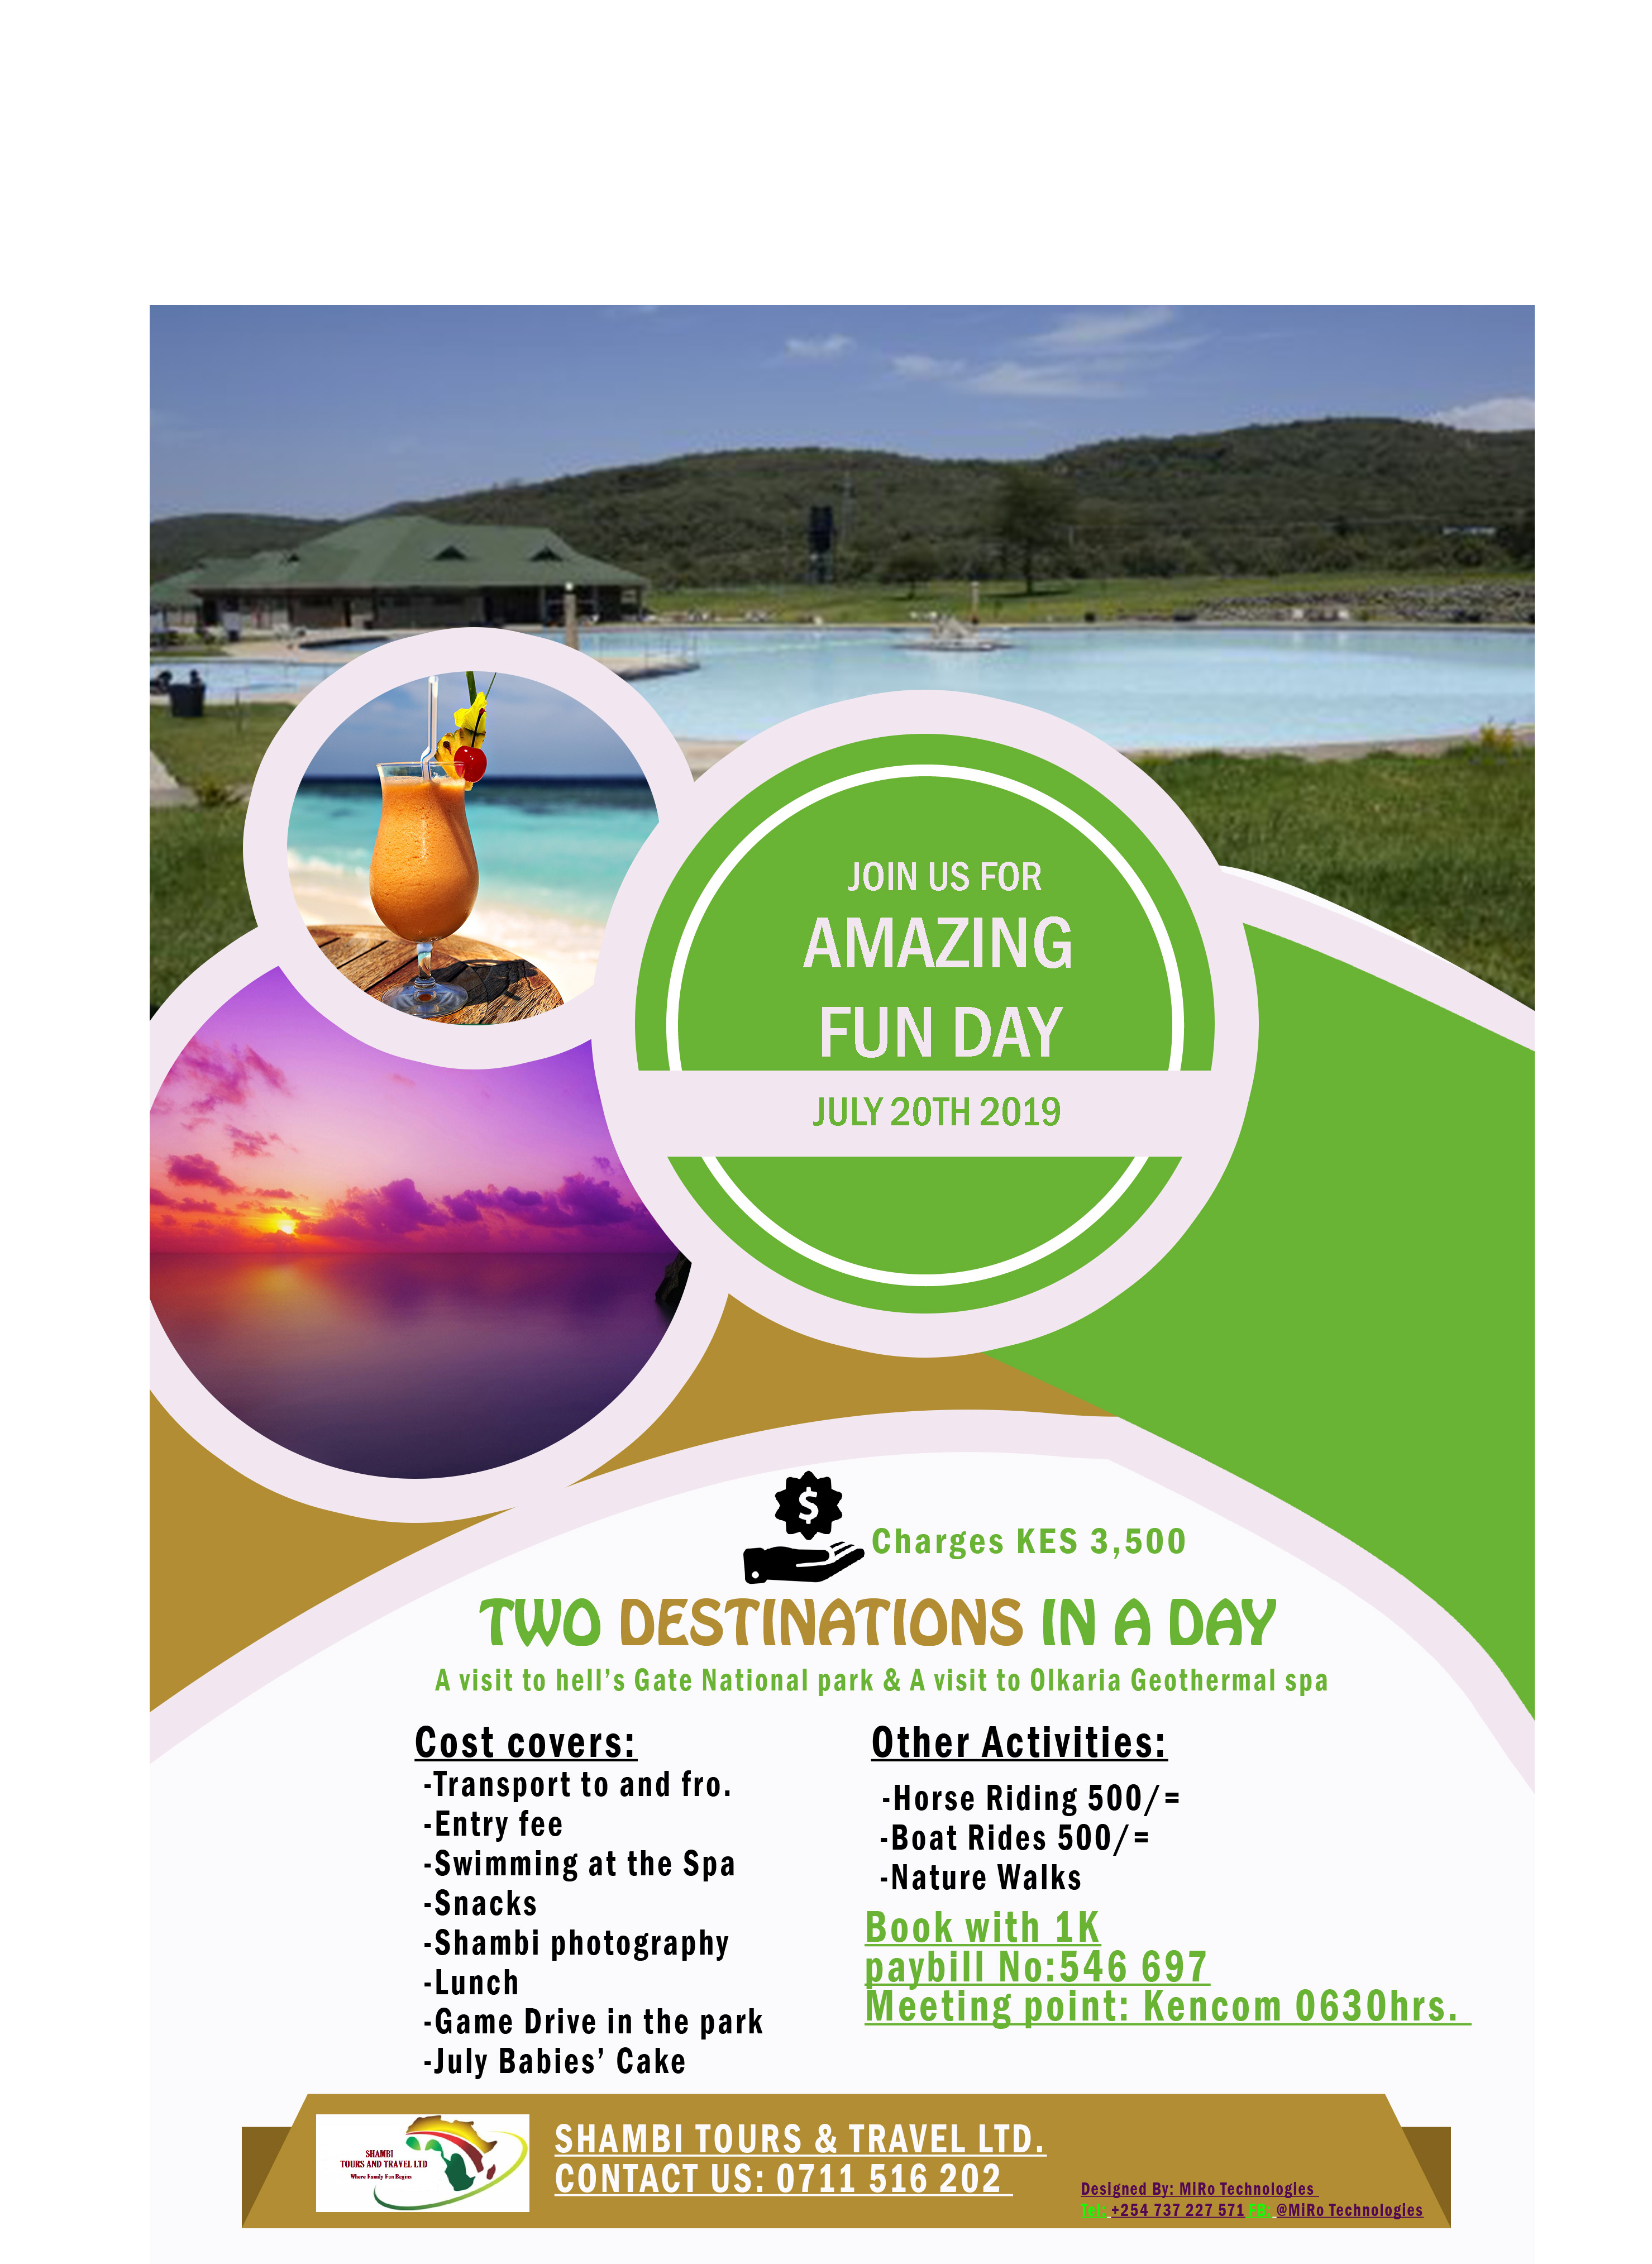 JOIN US FOR
AMAZING
FUN DAY
JULY 20TH 2019
$
Charges KES 3,500
TWO DESTINATIONS IN A DAY
A visit to hell's Gate National park & A visit to Olkaria Geothermal spa
Cost covers:
-Transport to and fro.
-Entry fee
-Swimming at the Spa
-Snacks
-Shambi photography
-Lunch
-Game Drive in the park
-July Babies' Cake
Other Activities:
-Horse Riding 500/=
-Boat Rides 500/=
-Nature Walks
Book with 1K
paybill No:546 697
Meeting point: Kencom 0630hrs.
SHAMBI
TOURS AND TRAVEL LTD
Where Family Fun Begins
SHAMBI TOURS & TRAVEL LTD.
CONTACT US: 0711 516 202
Designed By: MiRo Technologies
Tel: +254 737 227 571 FB: @MiRo Technologies